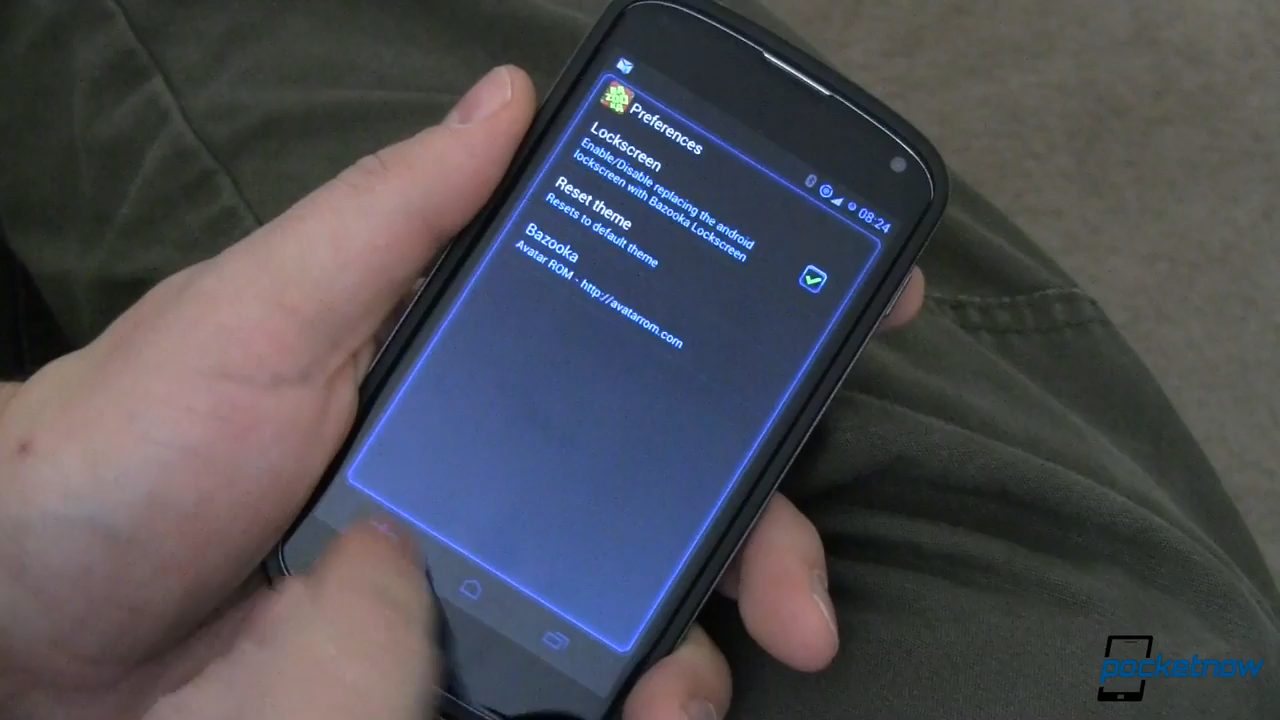 08:24
Preferences
Lockscreen
Enable/Disable replacing the android
lockscreen with Bazooka Lockscreen
Reset theme
Resets to default theme
Bazooka
Avatar ROM - http://avatarrom.com
pocketnow